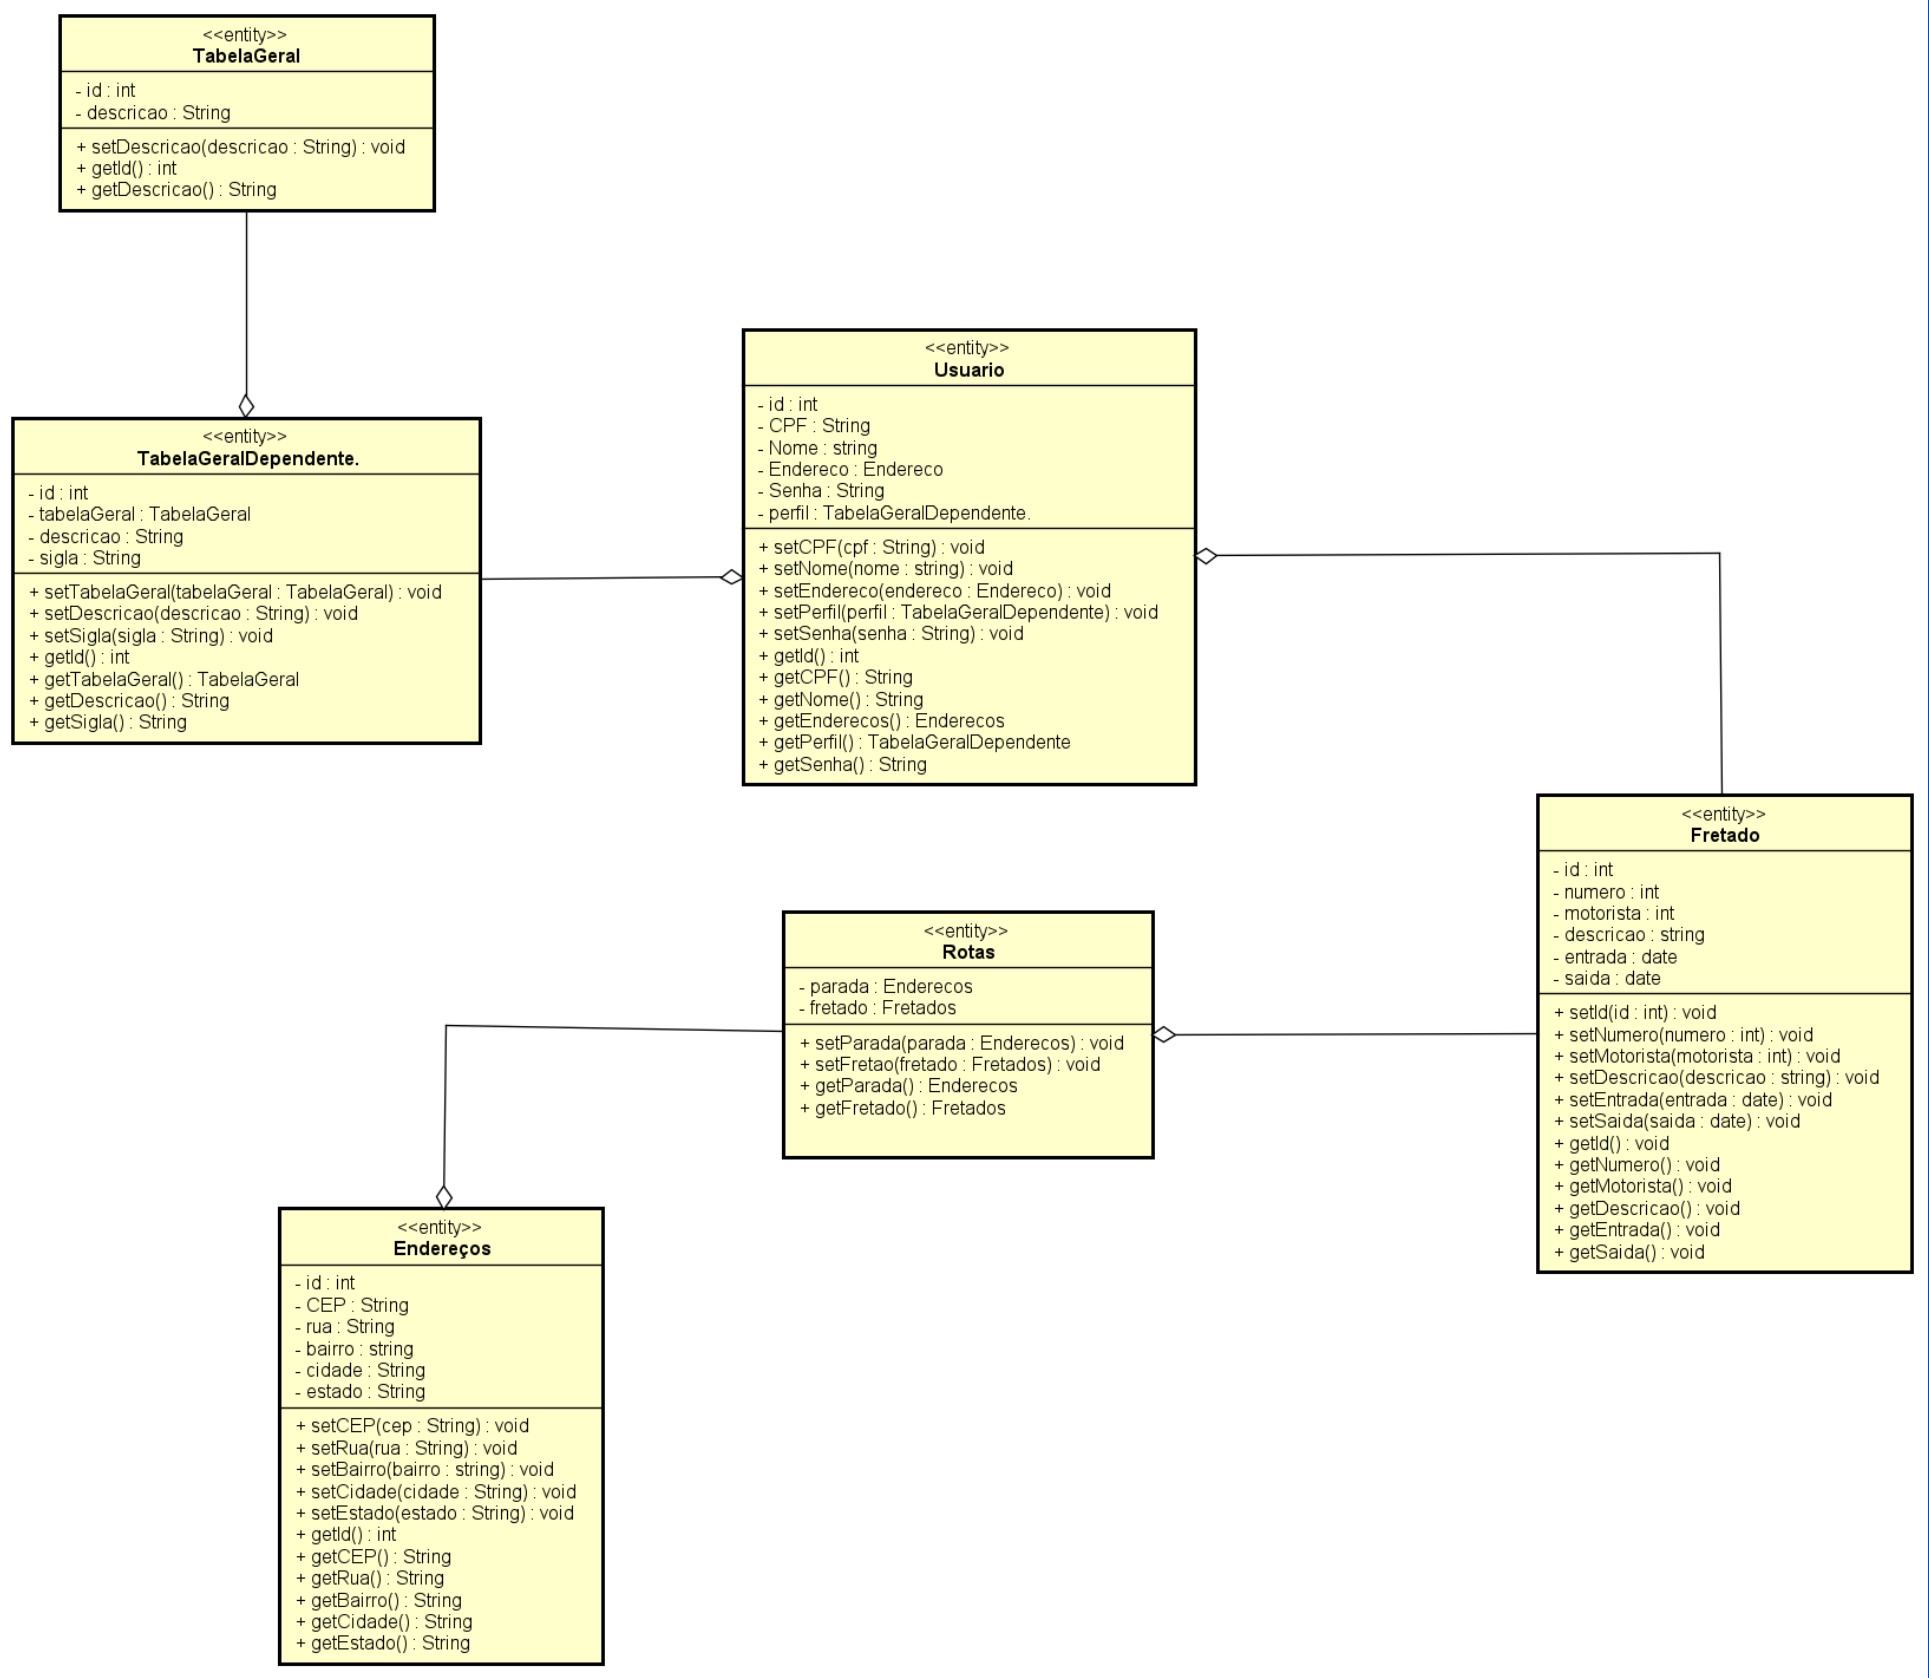 <<entity>>
TabelaGeral
- id : int
- descricao : String
+ setDescricao(descricao : String) : void
+ getId() : int
+ getDescricao() : String
<<entity>>
TabelaGeralDependente.
- id : int
- tabelaGeral : TabelaGeral
- descricao : String
- sigla : String
+ setTabelaGeral(tabelaGeral : TabelaGeral) : void
+ setDescricao(descricao : String) : void
+ setSigla(sigla : String) : void
+ getId() : int
+ getTabelaGeral() : TabelaGeral
+ getDescricao() : String
+ getSigla() : String
<<entity>>
Usuario
- id : int
- CPF : String
- Nome : string
- Endereco : Endereco
- Senha : String
- perfil : TabelaGeralDependente.
+ setCPF(cpf : String) : void
+ setNome(nome : string) : void
+ setEndereco(endereco : Endereco) : void
+ setPerfil(perfil : TabelaGeralDependente) : void
+ setSenha(senha : String) : void
+ getId() : int
+ getCPF() : String
+ getNome() : String
+ getEnderecos() : Enderecos
+ getPerfil() : TabelaGeralDependente
+ getSenha() : String
<<entity>>
Fretado
- id : int
- numero : int
- motorista : int
- descricao : string
- entrada : date
- saida : date
+ setId(id : int) : void
+ setNumero(numero : int) : void
+ setMotorista(motorista : int) : void
+ setDescricao(descricao : string) : void
+ setEntrada(entrada : date) : void
+ setSaida(saida : date) : void
+ getId() : void
+ getNumero() : void
+ getMotorista() : void
+ getDescricao() : void
+ getEntrada() : void
+ getSaida() : void
<<entity>>
Rotas
- parada : Enderecos
- fretado : Fretados
+ setParada(parada : Enderecos) : void
+ setFretao(fretado : Fretados) : void
+ getParada() : Enderecos
+ getFretado() : Fretados
<<entity>>
Endereços
- id : int
- CEP : String
- rua : String
- bairro : string
- cidade : String
- estado : String
+ setCEP(cep : String) : void
+ setRua(rua : String) : void
+ setBairro(bairro : string) : void
+ setCidade(cidade : String) : void
+ setEstado(estado : String) : void
+ getId() : int
+ getCEP() : String
+ getRua() : String
+ getBairro() : String
+ getCidade() : String
+ getEstado() : String